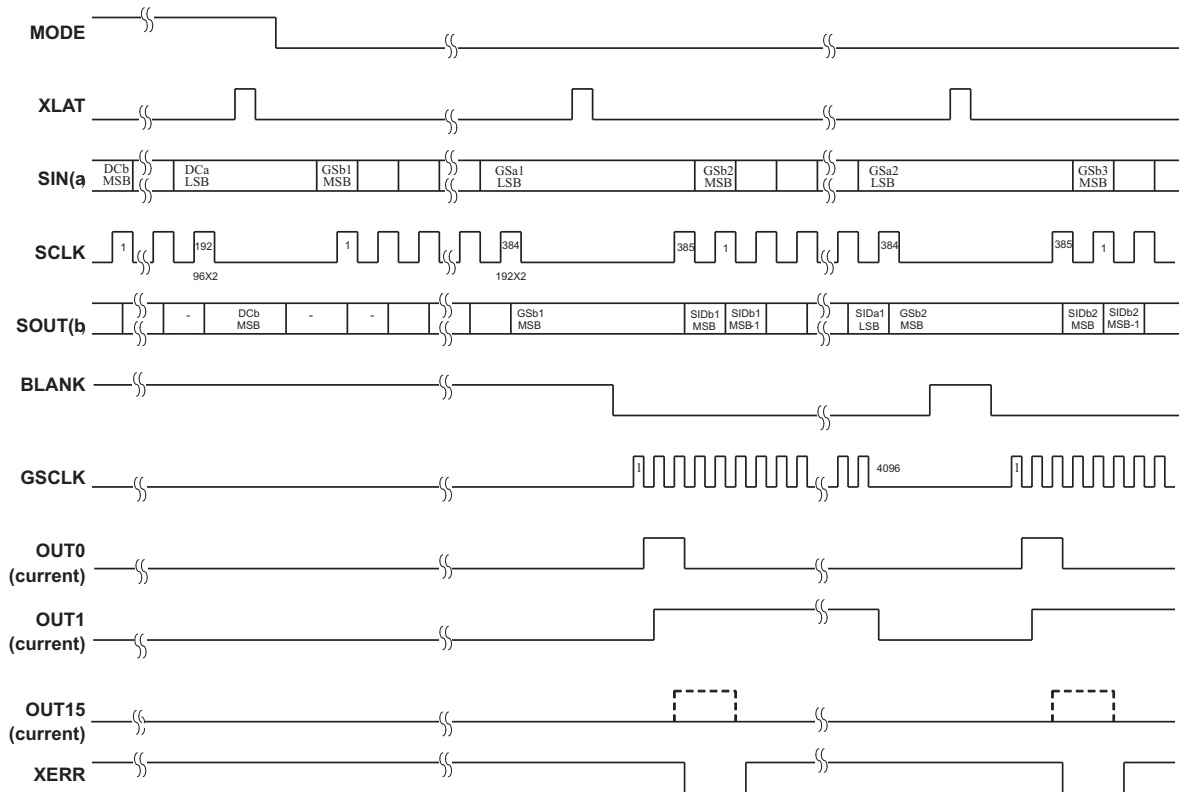 MODE
XLAT
SIN(a)
DCb
MSB
DCa
LSB
GSb1
MSB
GSa1
LSB
GSb2
MSB
GSa2
LSB
GSb3
MSB
SCLK
1
192
1
384
385
1
384
385
1
96X2
192X2
SOUT(b)
-
DCb
MSB
-
-
GSb1
MSB
SIDb1
MSB
SIDb1
MSB-1
SIDa1
LSB
GSb2
MSB
SIDb2
MSB
SIDb2
MSB-1
BLANK
GSCLK
1
4096
1
OUT0
(current)
OUT1
(current)
OUT15
(current)
XERR